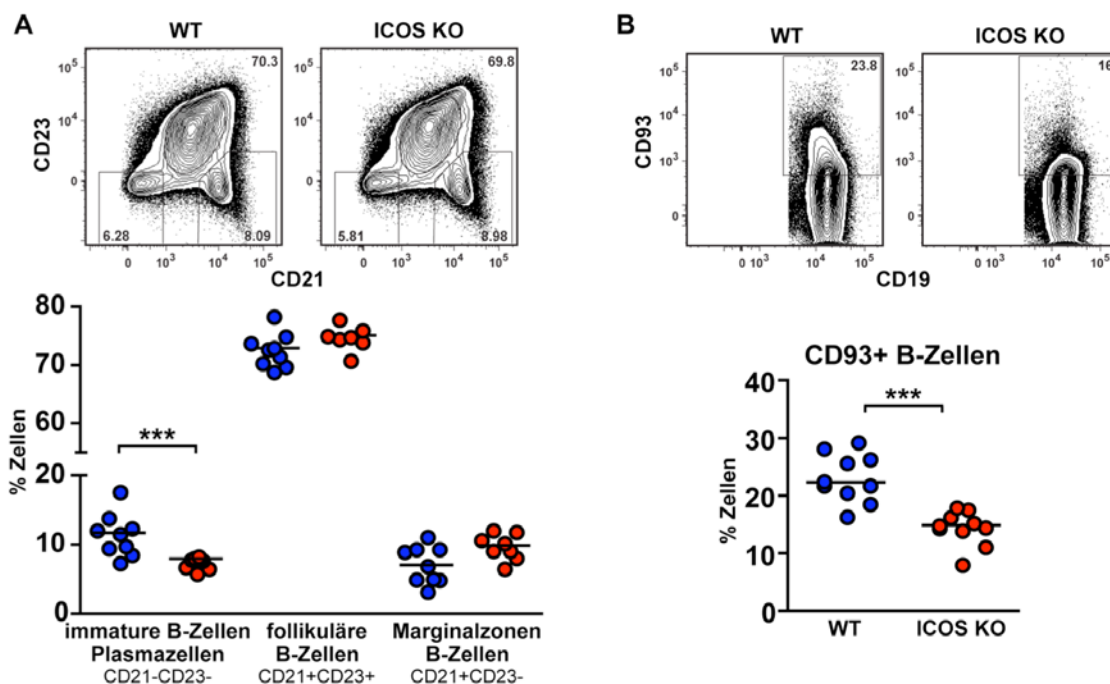 A
WT
ICOS KO
70.3
69.8
10⁵
10⁴
0
CD23
6.28
8.09
5.81
8.98
0 10³ 10⁴ 10⁵
0 10³ 10⁴ 10⁵
CD21
80
70
60
20
10
0
% Zellen
***
immature B-Zellen
Plasmazellen
CD21-CD23-
follikuläre
B-Zellen
CD21+CD23+
Marginalzonen
B-Zellen
CD21+CD23-
B
WT
ICOS KO
23.8
16
10⁵
10⁴
10³
0
10⁵
10⁴
10³
0
CD93
0 10³ 10⁴ 10⁵
0 10³ 10⁴ 10
CD19
CD93+ B-Zellen
***
40
30
20
10
0
% Zellen
WT
ICOS KO